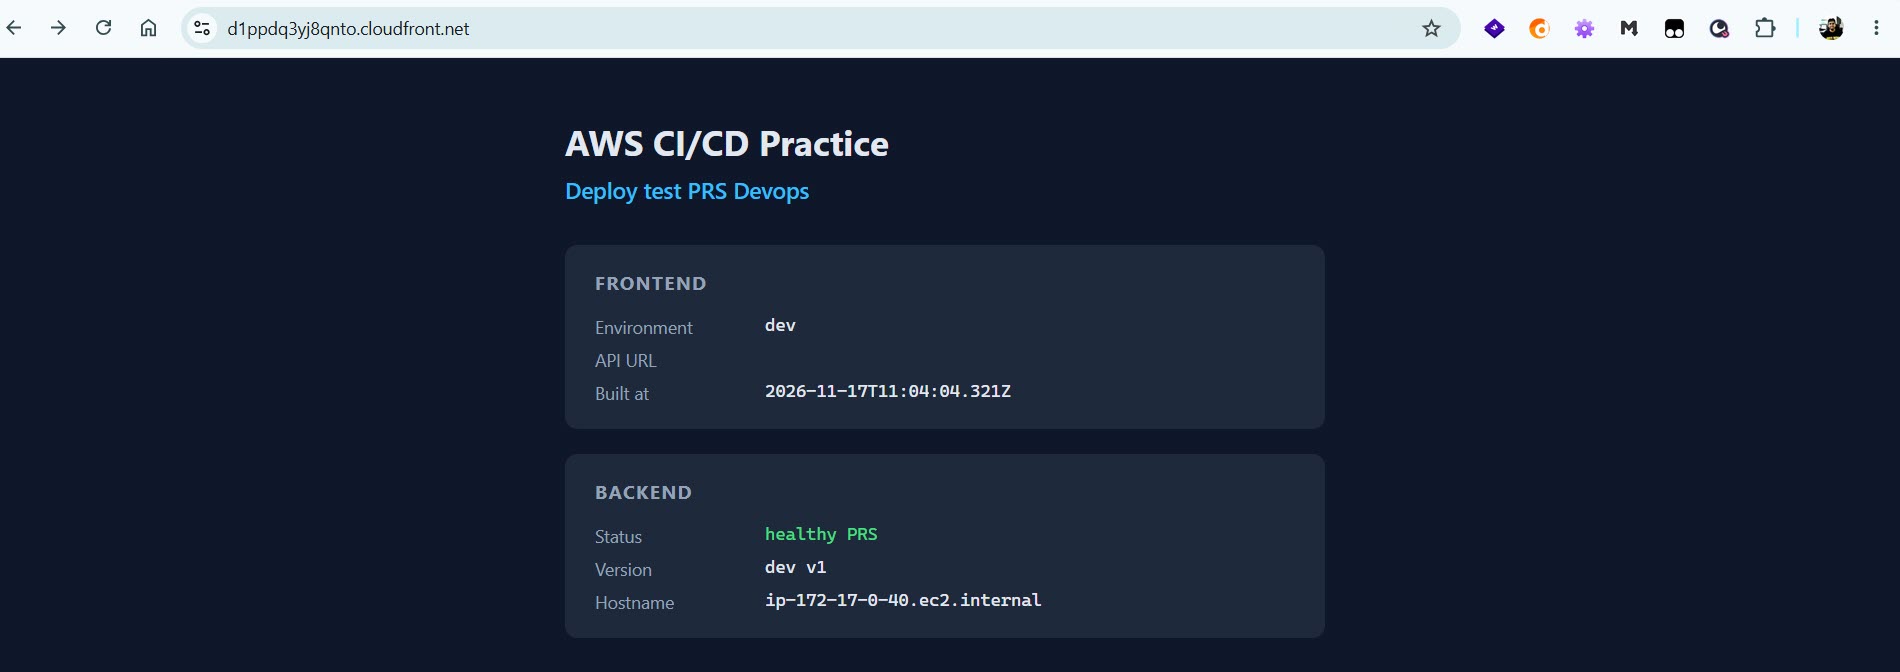 d1ppdq3yj8qnto.cloudfront.net
AWS CI/CD Practice
Deploy test PRS Devops
FRONTEND
Environment dev
API URL
Built at 2026-11-17T11:04:04.321Z
BACKEND
Status healthy PRS
Version dev v1
Hostname ip-172-17-0-40.ec2.internal